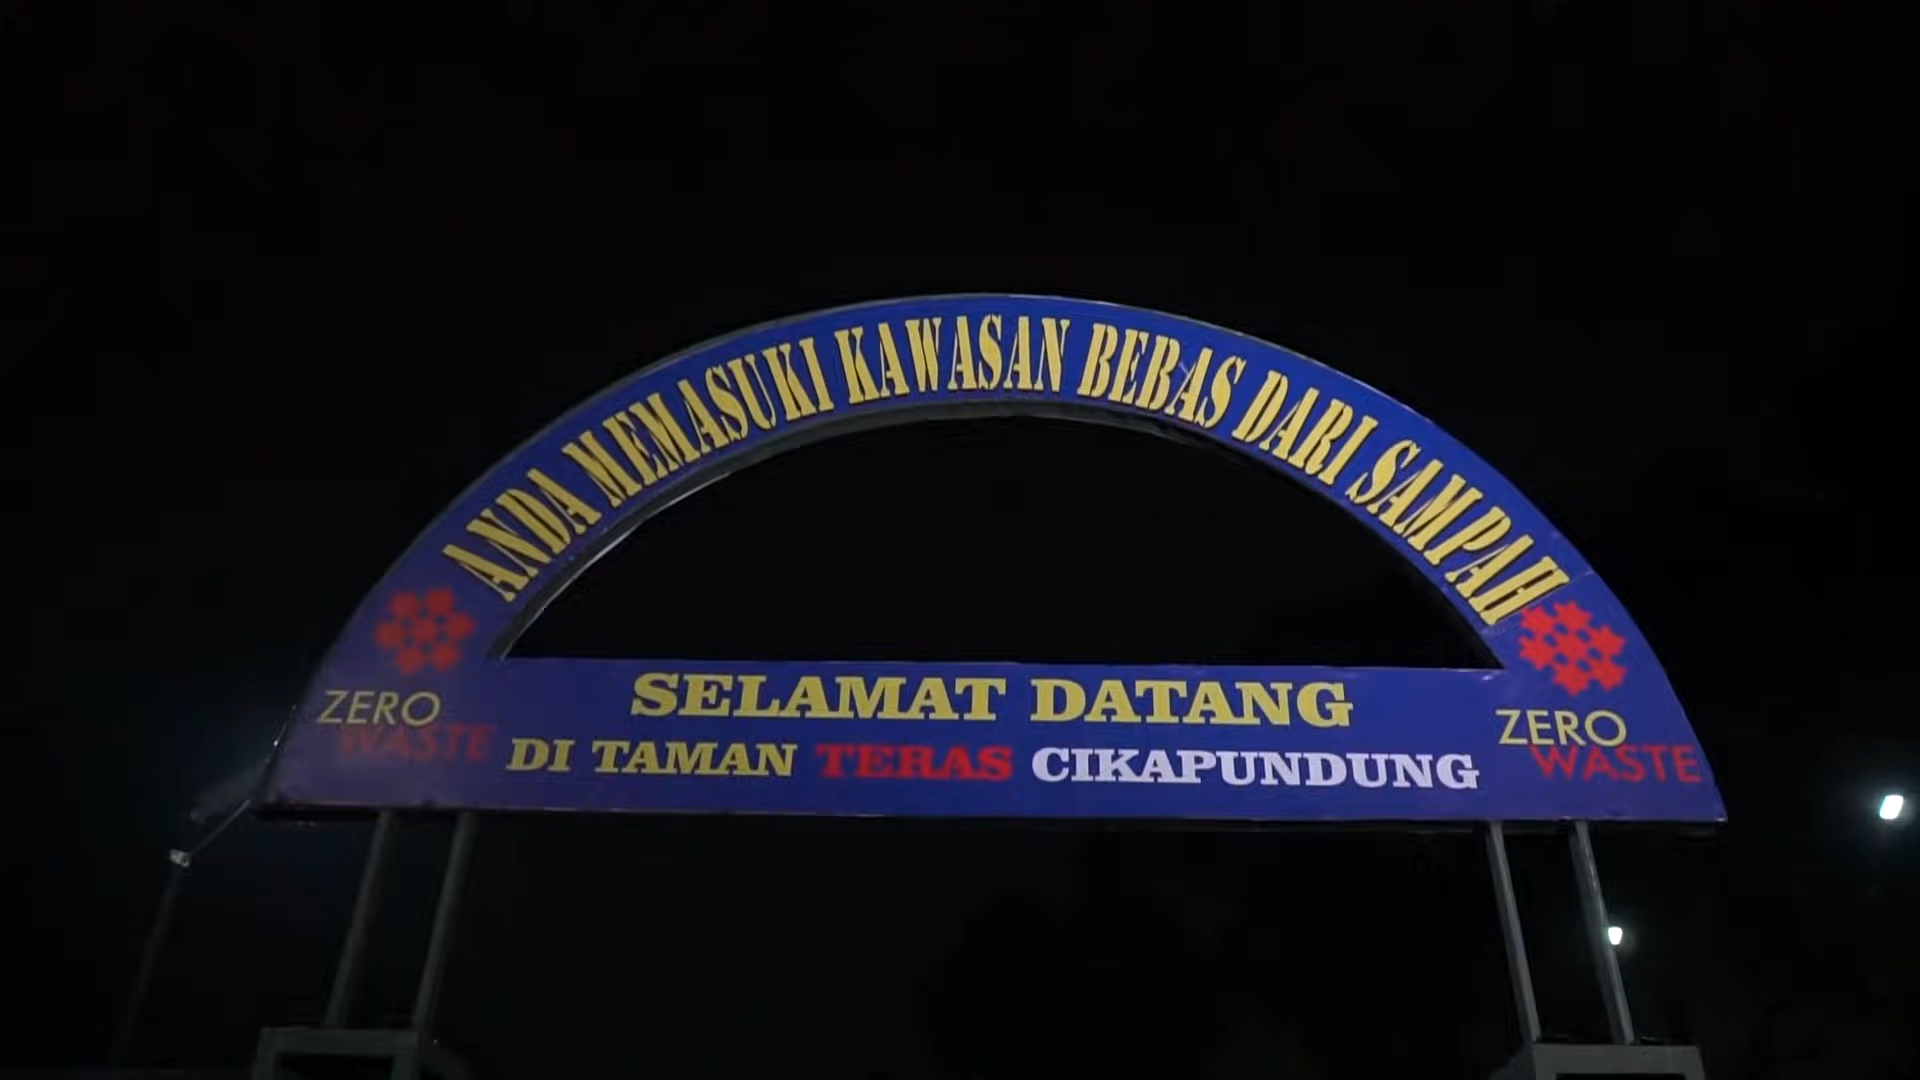 ANDA MEMASUKI KAWASAN BEBAS DARI SAMPAH
ZERO
WASTE
SELAMAT DATANG
DI TAMAN TERAS CIKAPUNDUNG
ZERO
WASTE